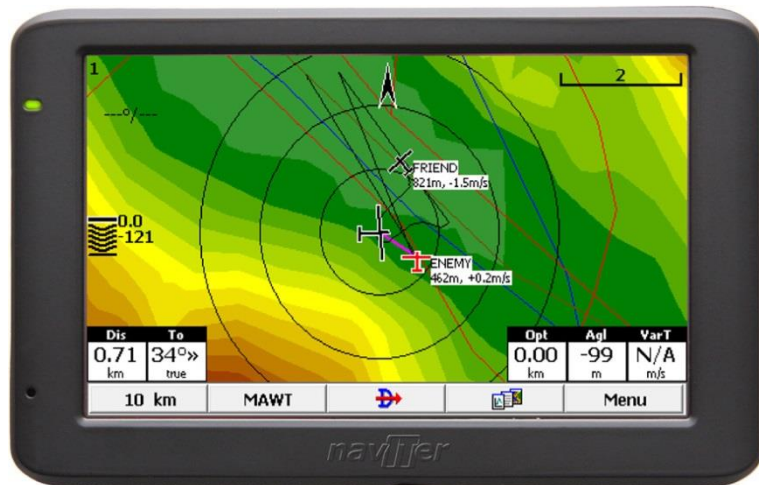 1
2
---°/---
FRIEND
821m, -1.5m/s
0.0
-121
ENEMY
462m, +0.2m/s
Dis To Opt Agl VarT
0.71 34°» 0.00 -99 N/A
km true km m m/s
10 km MAWT Menu
naviTer